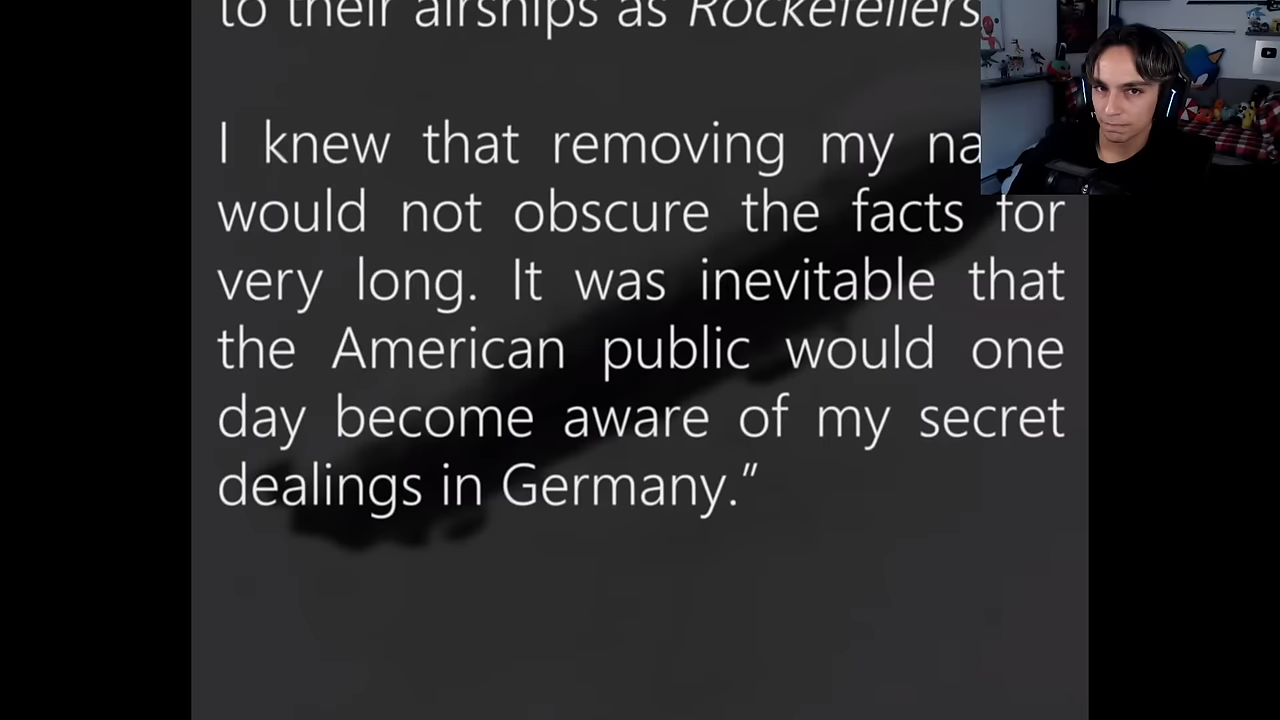 to their airships as Rockefellers
I knew that removing my
would not obscure the facts for
very long. It was inevitable that
the American public would one
day become aware of my secret
dealings in Germany.”